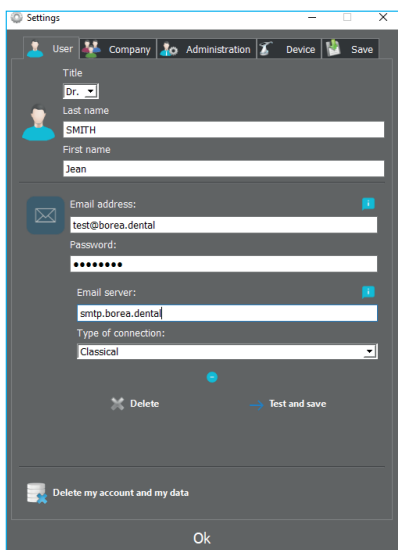 Settings
User Company Administration Device Save
Title
Dr.
Last name
SMITH
First name
Jean
Email address:
i
test@borea.dental
Password:
••••••••
Email server:
i
smtp.borea.dental
Type of connection:
Classical
Delete Test and save
Delete my account and my data
Ok